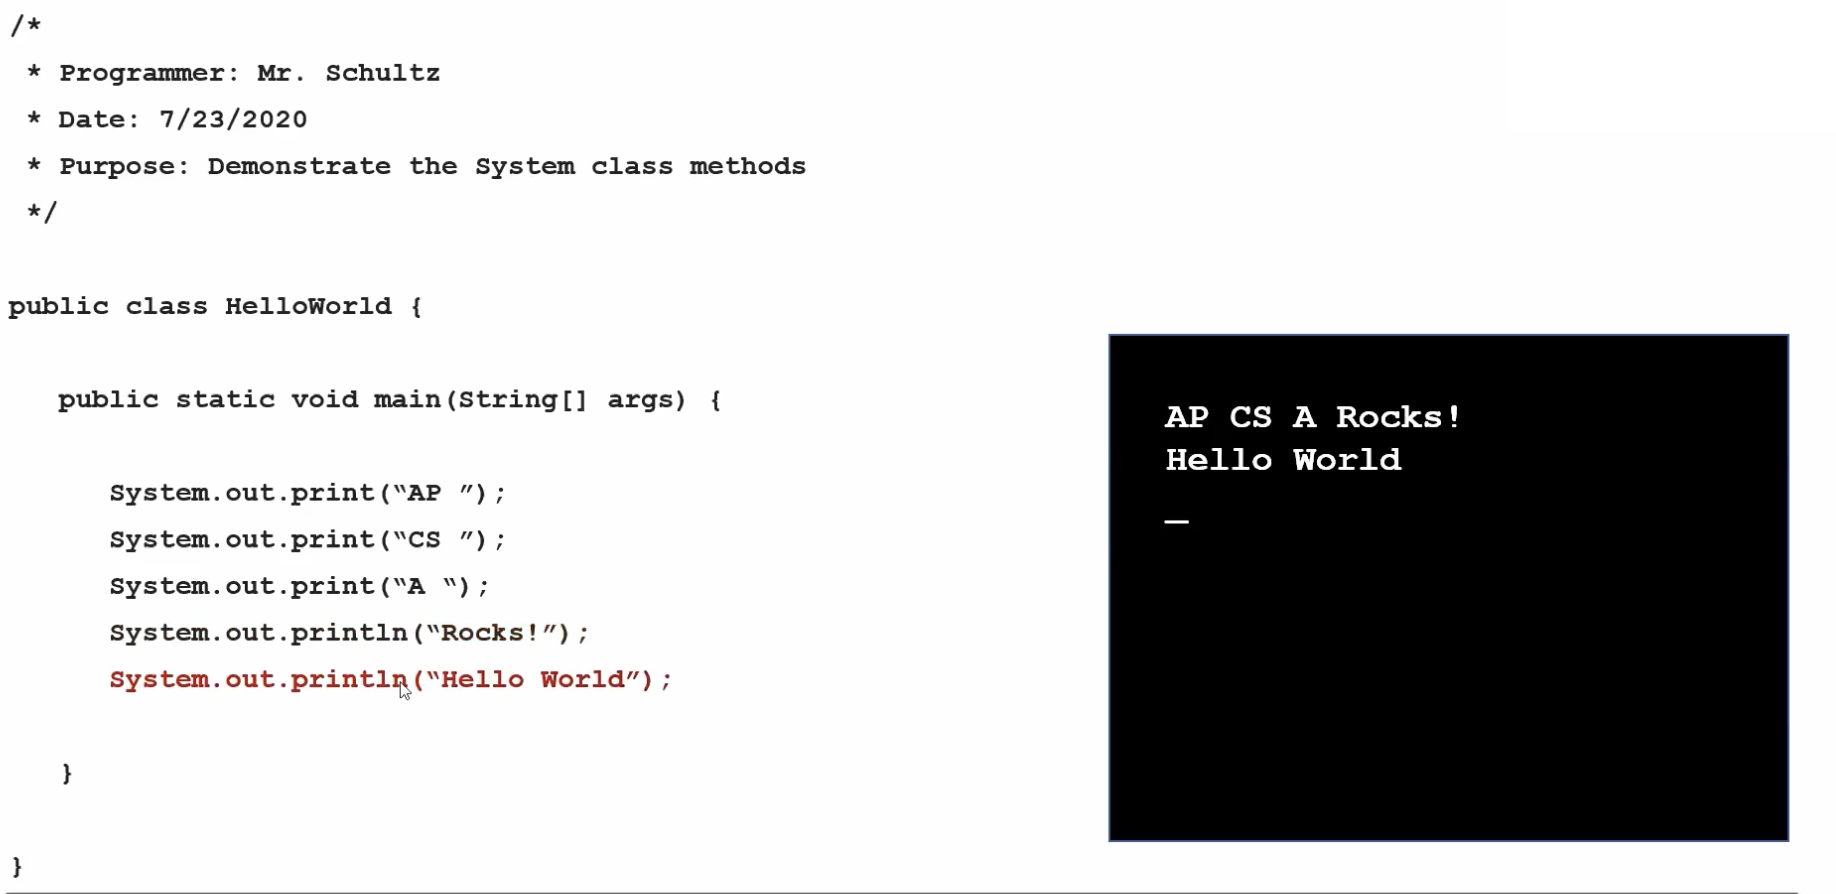 /*
 * Programmer: Mr. Schultz
 * Date: 7/23/2020
 * Purpose: Demonstrate the System class methods
 */
public class HelloWorld {
   public static void main(String[] args) {
      System.out.print(“AP ”);
      System.out.print(“CS ”);
      System.out.print(“A “);
      System.out.println(“Rocks!”);
      System.out.println(“Hello World”);
   }
}
AP CS A Rocks!
Hello World
_